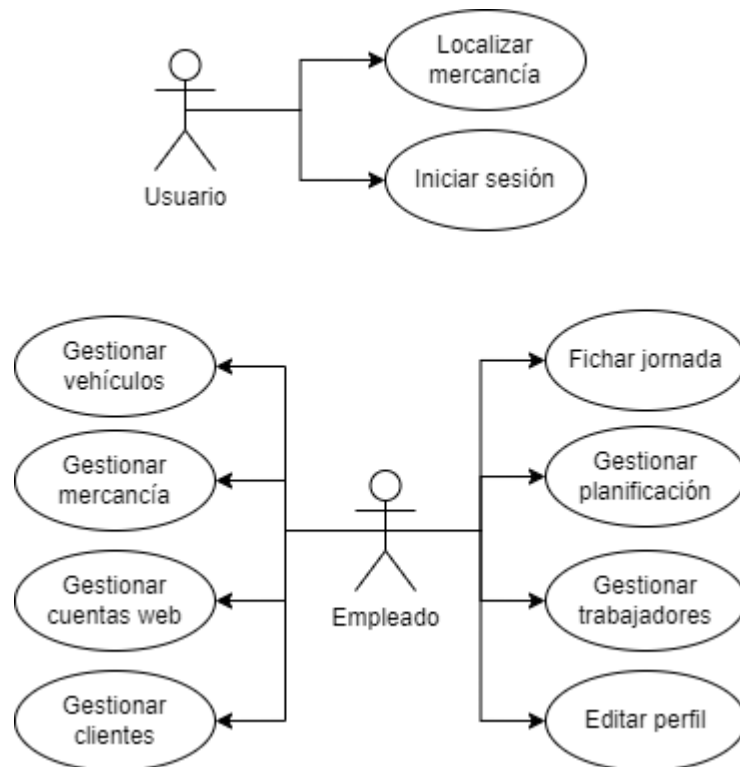 Localizar
mercancía
Iniciar sesión
Usuario
Gestionar
vehículos
Fichar jornada
Gestionar
mercancía
Gestionar
planificación
Gestionar
cuentas web
Empleado
Gestionar
trabajadores
Gestionar
clientes
Editar perfil